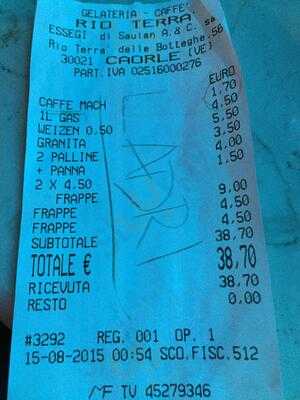 GELATERIA - CAFFE'
RIO TERRA'
ESSEGI di Sautan A.& C. sa
Rio Terra' delle Botteghe, 56
30021 CAORLE (VE)
PART.IVA 02516000276
EURO
CAFFE MACH 1.70
1L GAS 4.50
WEIZEN 0.50 5.50
GRANITA 3.50
2 PALLINE 4.00
+ PANNA 1.50
2 X 4.50
FRAPPE 9.00
FRAPPE 4.50
FRAPPE 4.50
SUBTOTALE 38.70
TOTALE € 38,70
RICEVUTA 38.70
RESTO 0.00
LADRI
#3292 REG. 001 OP. 1
15-08-2015 00:54 SCO.FISC.512
MF TV 45279346